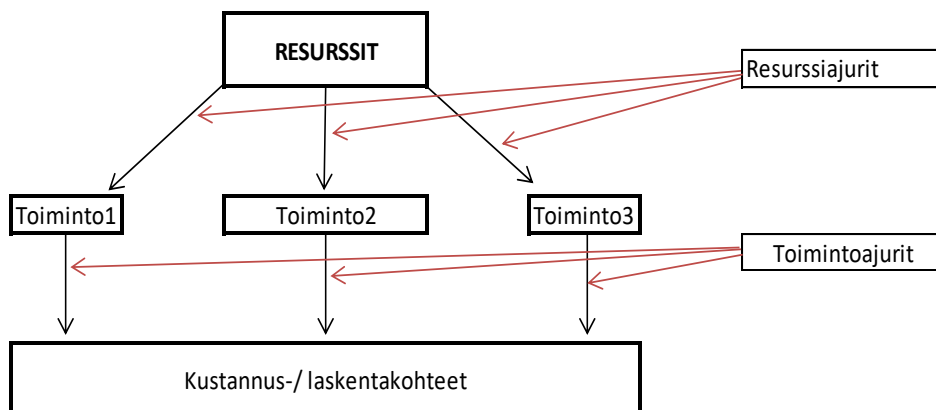 RESURSSIT
Resurssiajurit
Toiminto1
Toiminto2
Toiminto3
Toimintoajurit
Kustannus-/ laskentakohteet